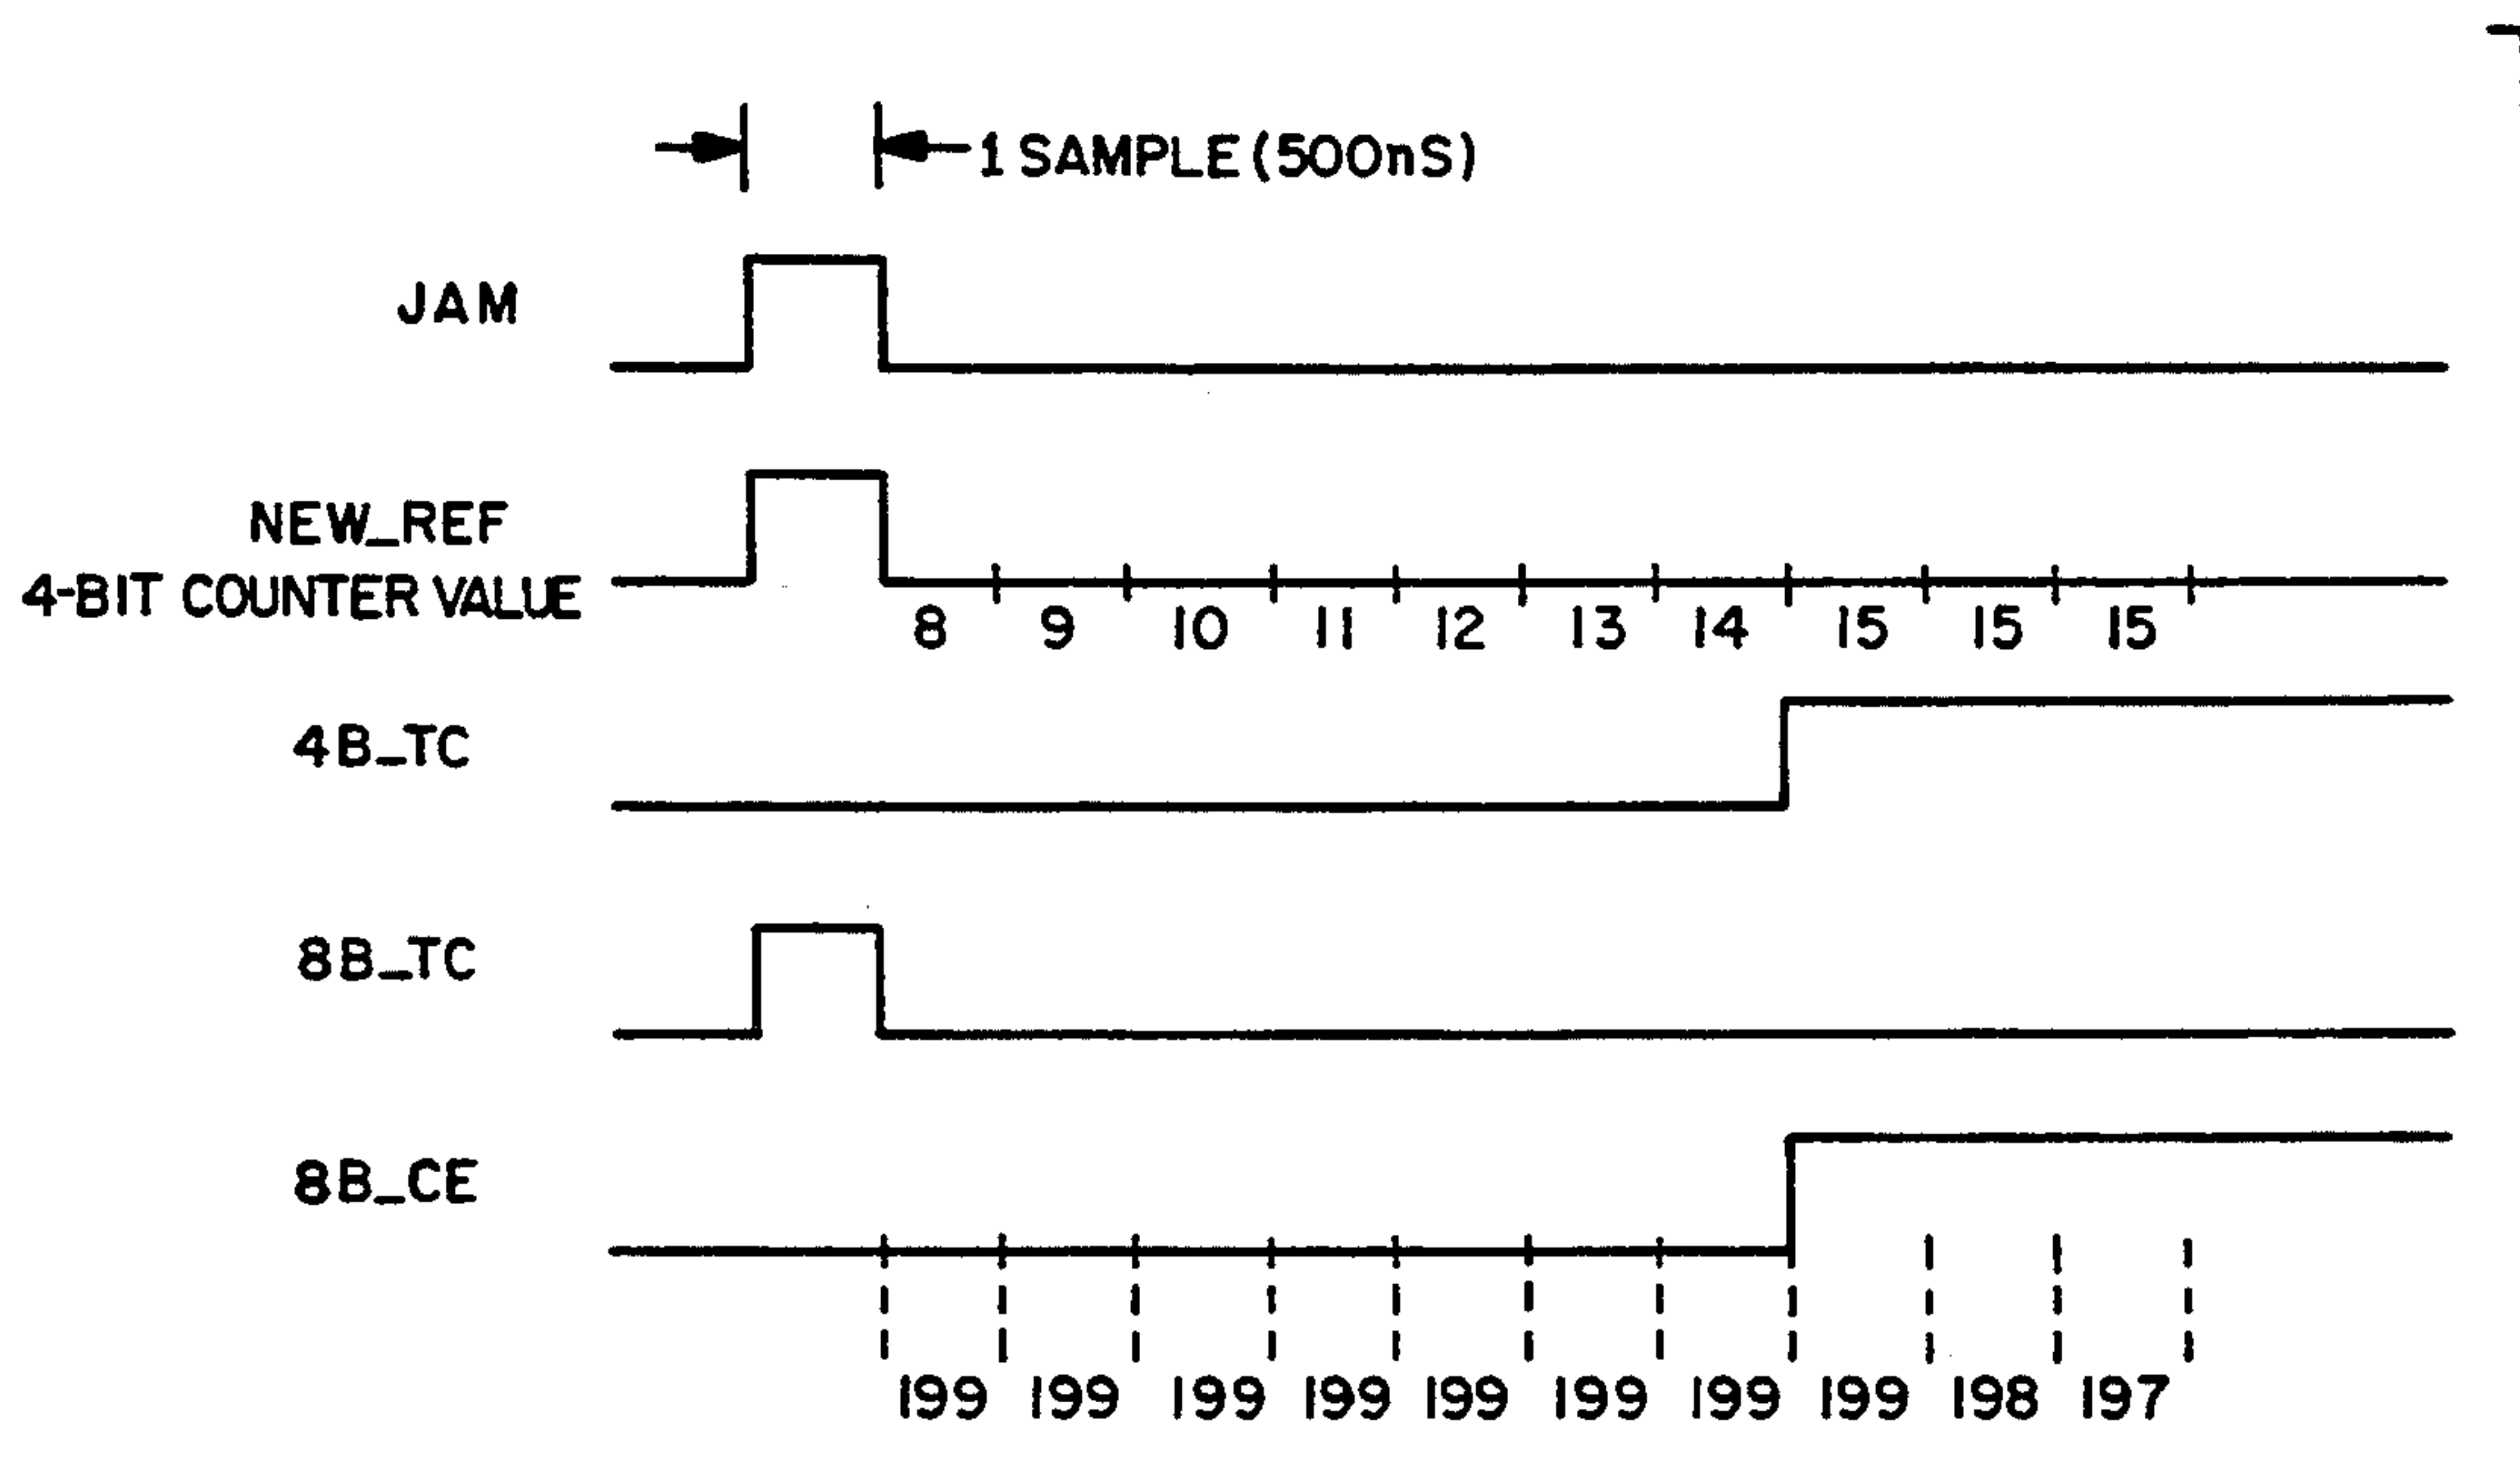 1 SAMPLE (500nS)
JAM
NEW_REF
4-BIT COUNTER VALUE
8 9 10 11 12 13 14 15 15 15
4B_TC
8B_TC
8B_CE
199 199 199 199 199 199 199 199 198 197